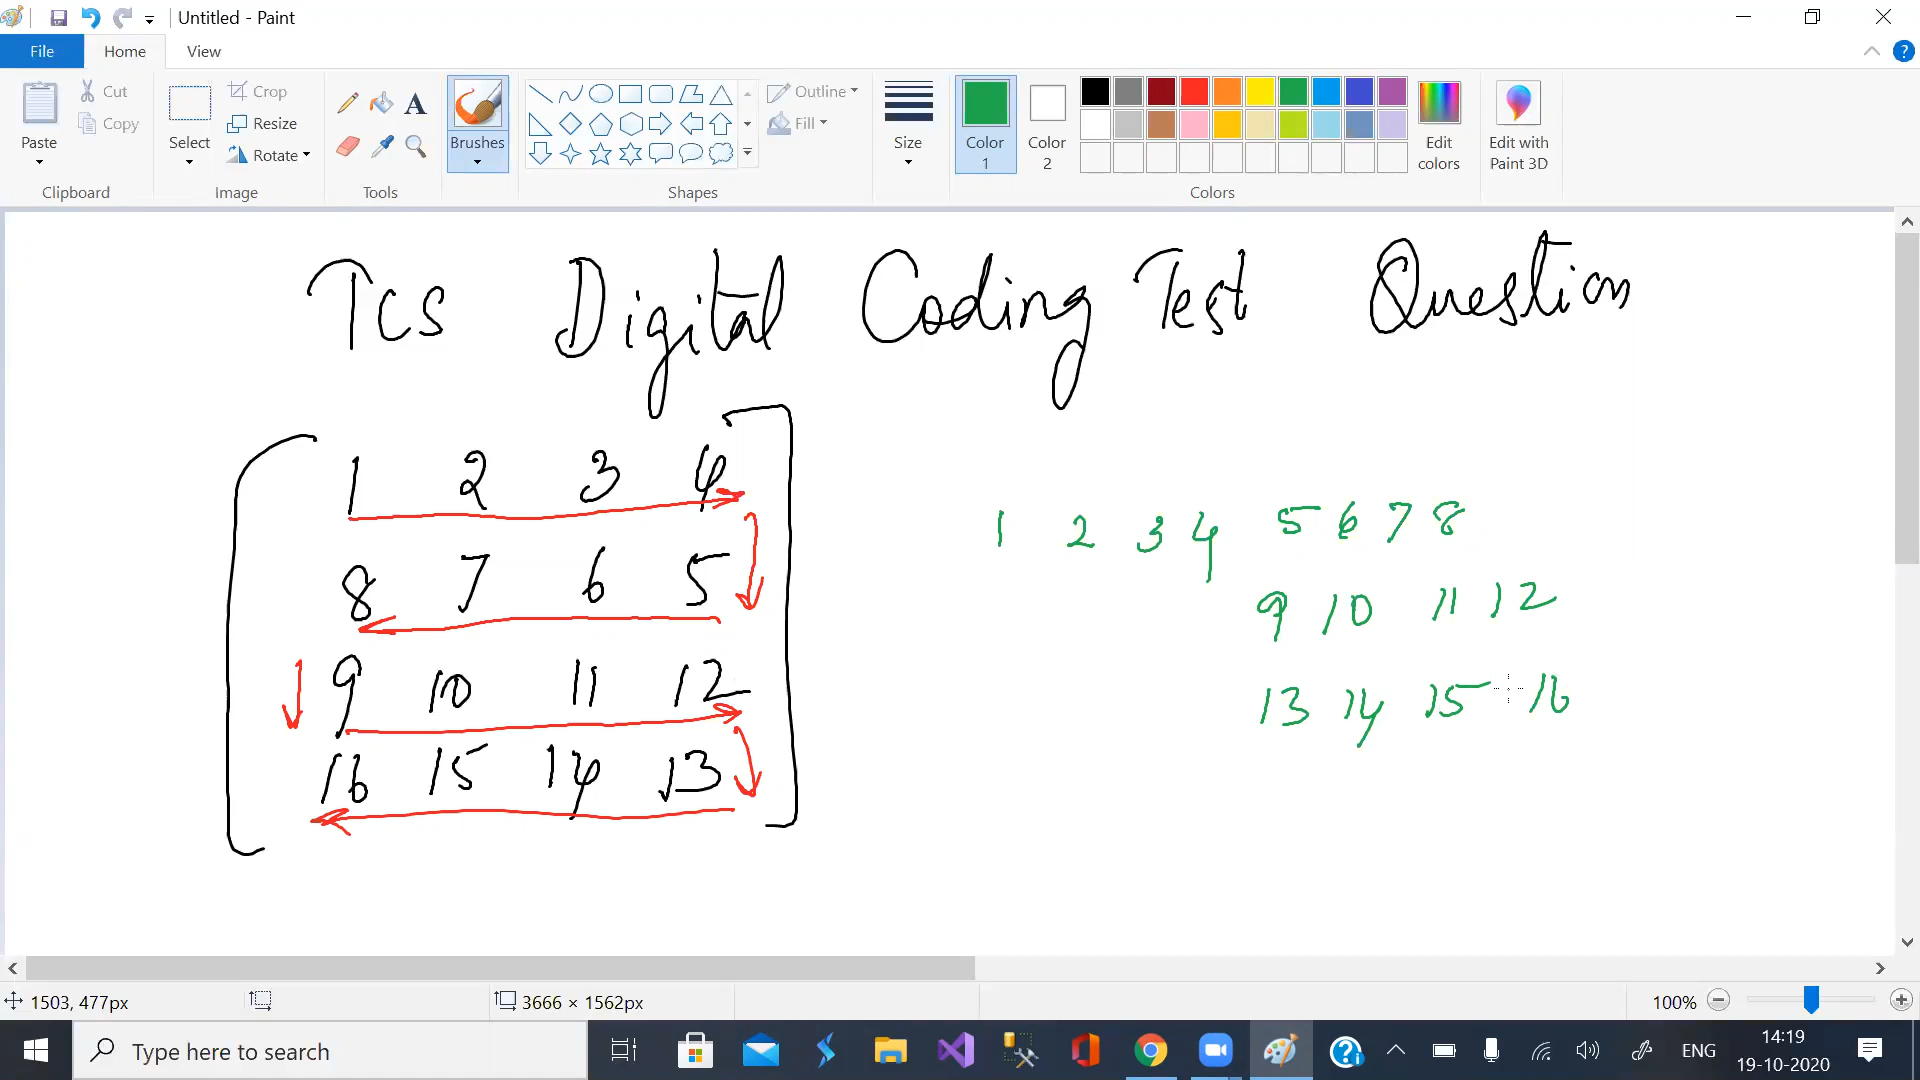 Untitled - Paint
File Home View
Paste
Cut
Copy
Clipboard
Select
Crop
Resize
Rotate
Image
A
Tools
Brushes
Shapes
Outline
Fill
Size
Color 1
Color 2
Colors
Edit colors
Edit with Paint 3D
?
Tcs Digital Coding Test Question
1 2 3 4
8 7 6 5
9 10 11 12
16 15 14 13
1 2 3 4 5 6 7 8
9 10 11 12
13 14 15 16
1503, 477px
3666 × 1562px
100%
Type here to search
ENG
14:19
19-10-2020